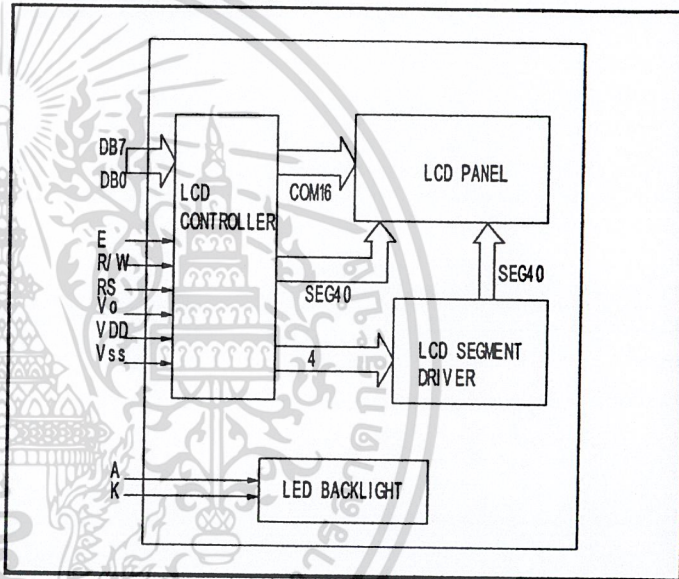 DB7
DB0
LCD
CONTROLLER
COM16
LCD PANEL
E
R/W
RS
Vo
VDD
Vss
SEG40
SEG40
4
LCD SEGMENT
DRIVER
A
K
LED BACKLIGHT